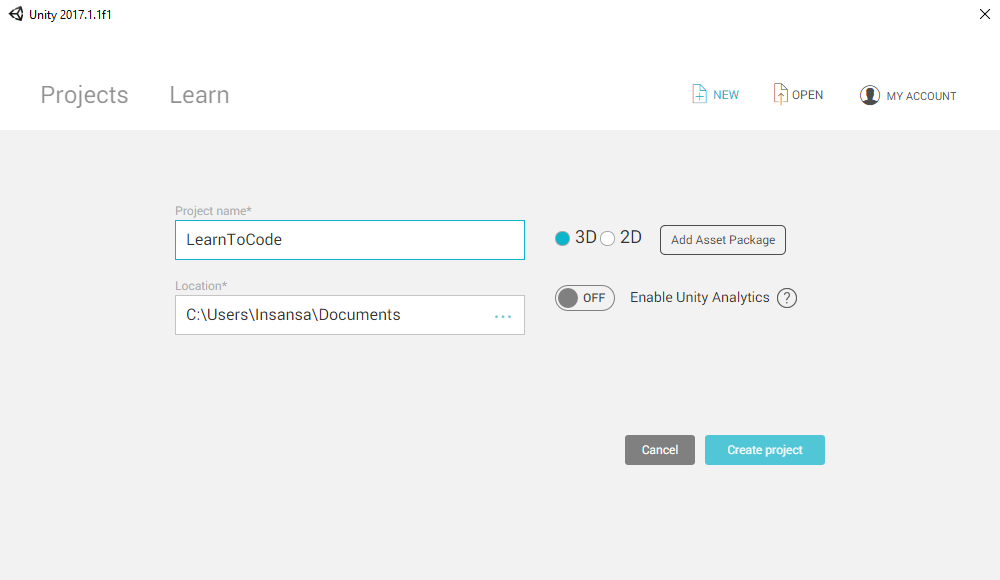 Unity 2017.1.1f1
Projects Learn NEW OPEN MY ACCOUNT
Project name*
LearnToCode
3D 2D Add Asset Package
Location*
C:\Users\Insansa\Documents ...
OFF Enable Unity Analytics ?
Cancel Create project